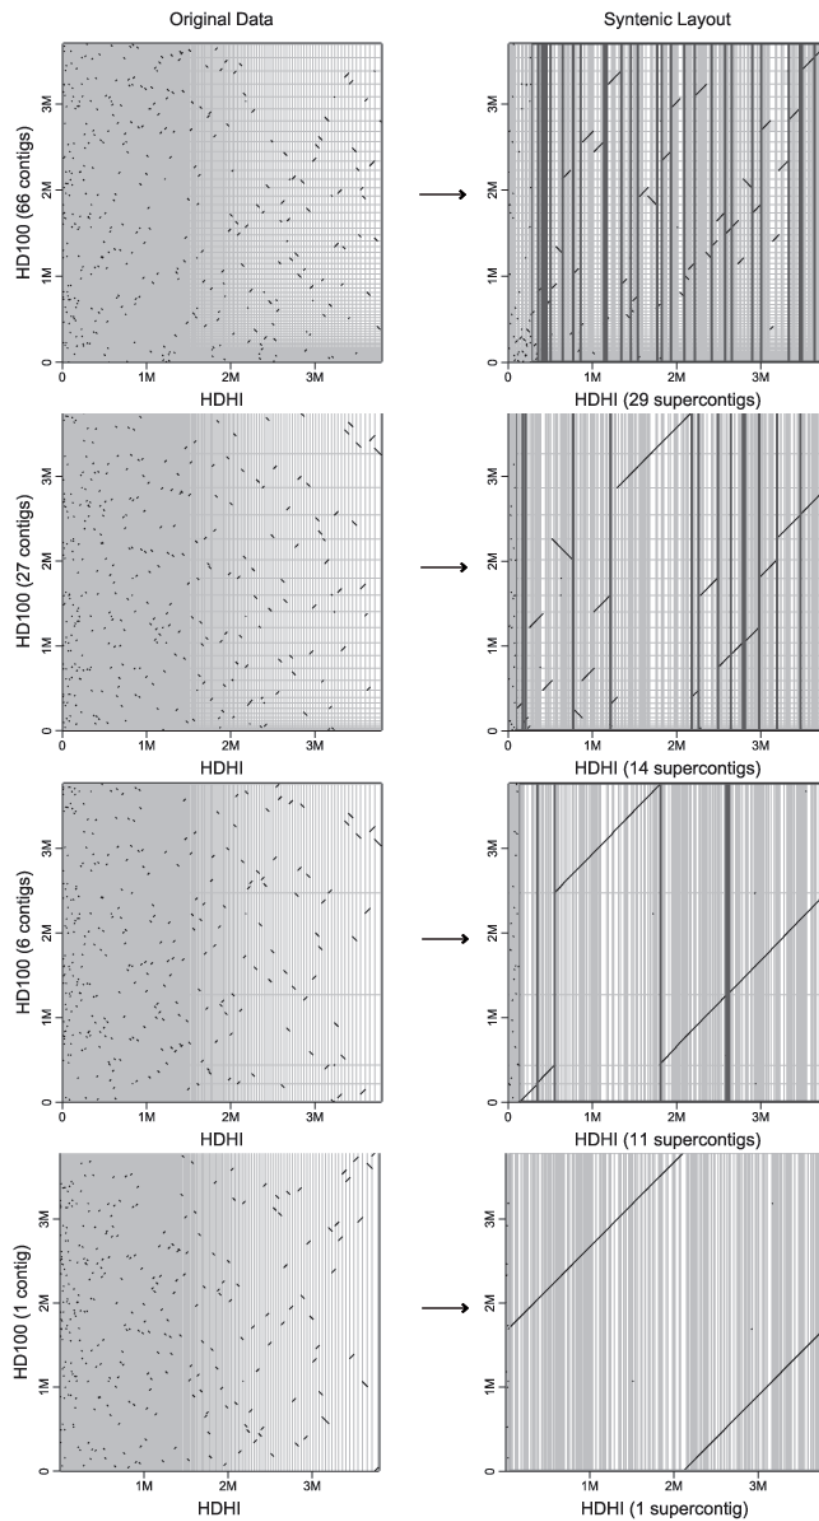 Original Data
Syntenic Layout
HD100 (66 contigs)
3M
2M
1M
0
0 1M 2M 3M
HDHI
3M
2M
1M
0
0 1M 2M 3M
HDHI (29 supercontigs)
HD100 (27 contigs)
3M
2M
1M
0
0 1M 2M 3M
HDHI
3M
2M
1M
0
0 1M 2M 3M
HDHI (14 supercontigs)
HD100 (6 contigs)
3M
2M
1M
0
0 1M 2M 3M
HDHI
3M
2M
1M
0
0 1M 2M 3M
HDHI (11 supercontigs)
HD100 (1 contig)
3M
2M
1M
0
1M 2M 3M
HDHI
3M
2M
1M
0
1M 2M 3M
HDHI (1 supercontig)